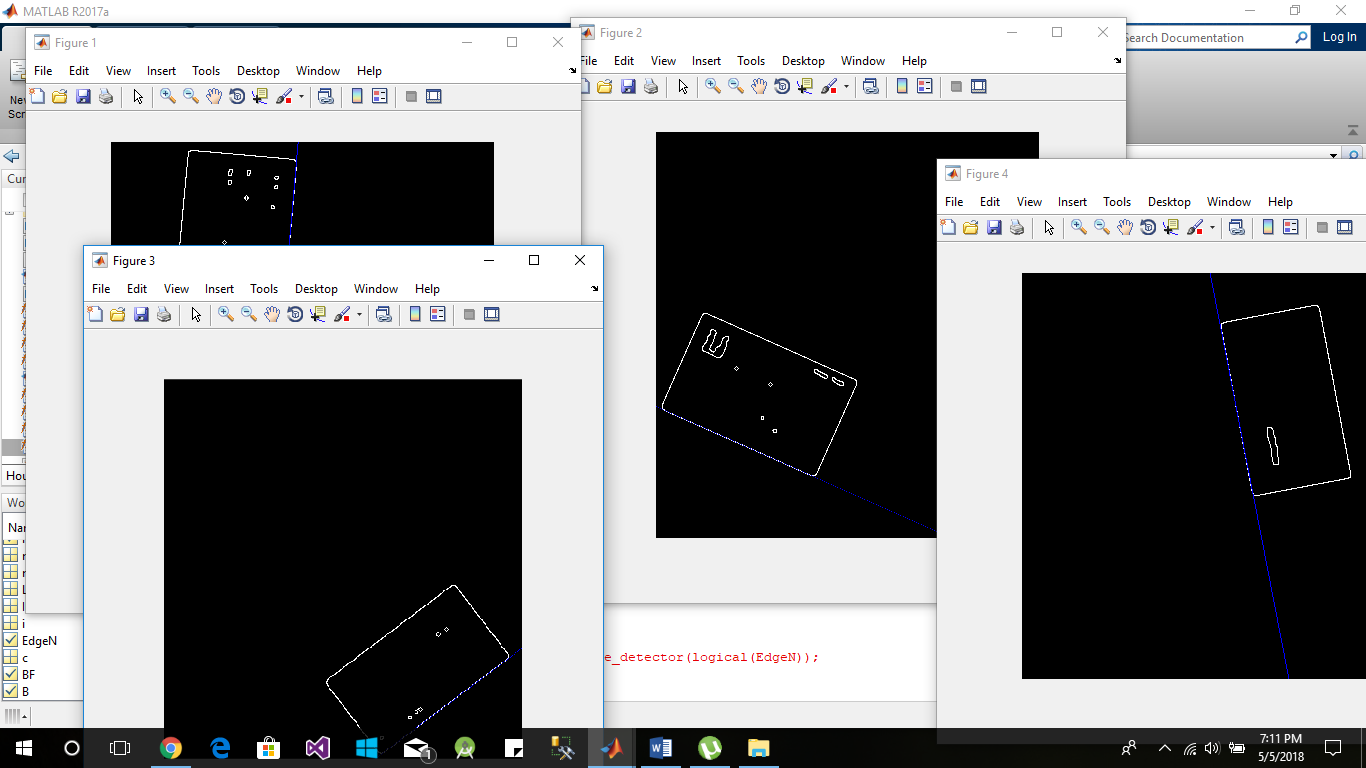 MATLAB R2017a
Search Documentation
Log In
Figure 1
File Edit View Insert Tools Desktop Window Help
Figure 2
File Edit View Insert Tools Desktop Window Help
Figure 4
File Edit View Insert Tools Desktop Window Help
Figure 3
File Edit View Insert Tools Desktop Window Help
Ne
Scr
Cur
Hou
Wo
Nar
i
EdgeN
c
BF
B
e_detector(logical(EdgeN));
1
7:11 PM
5/5/2018